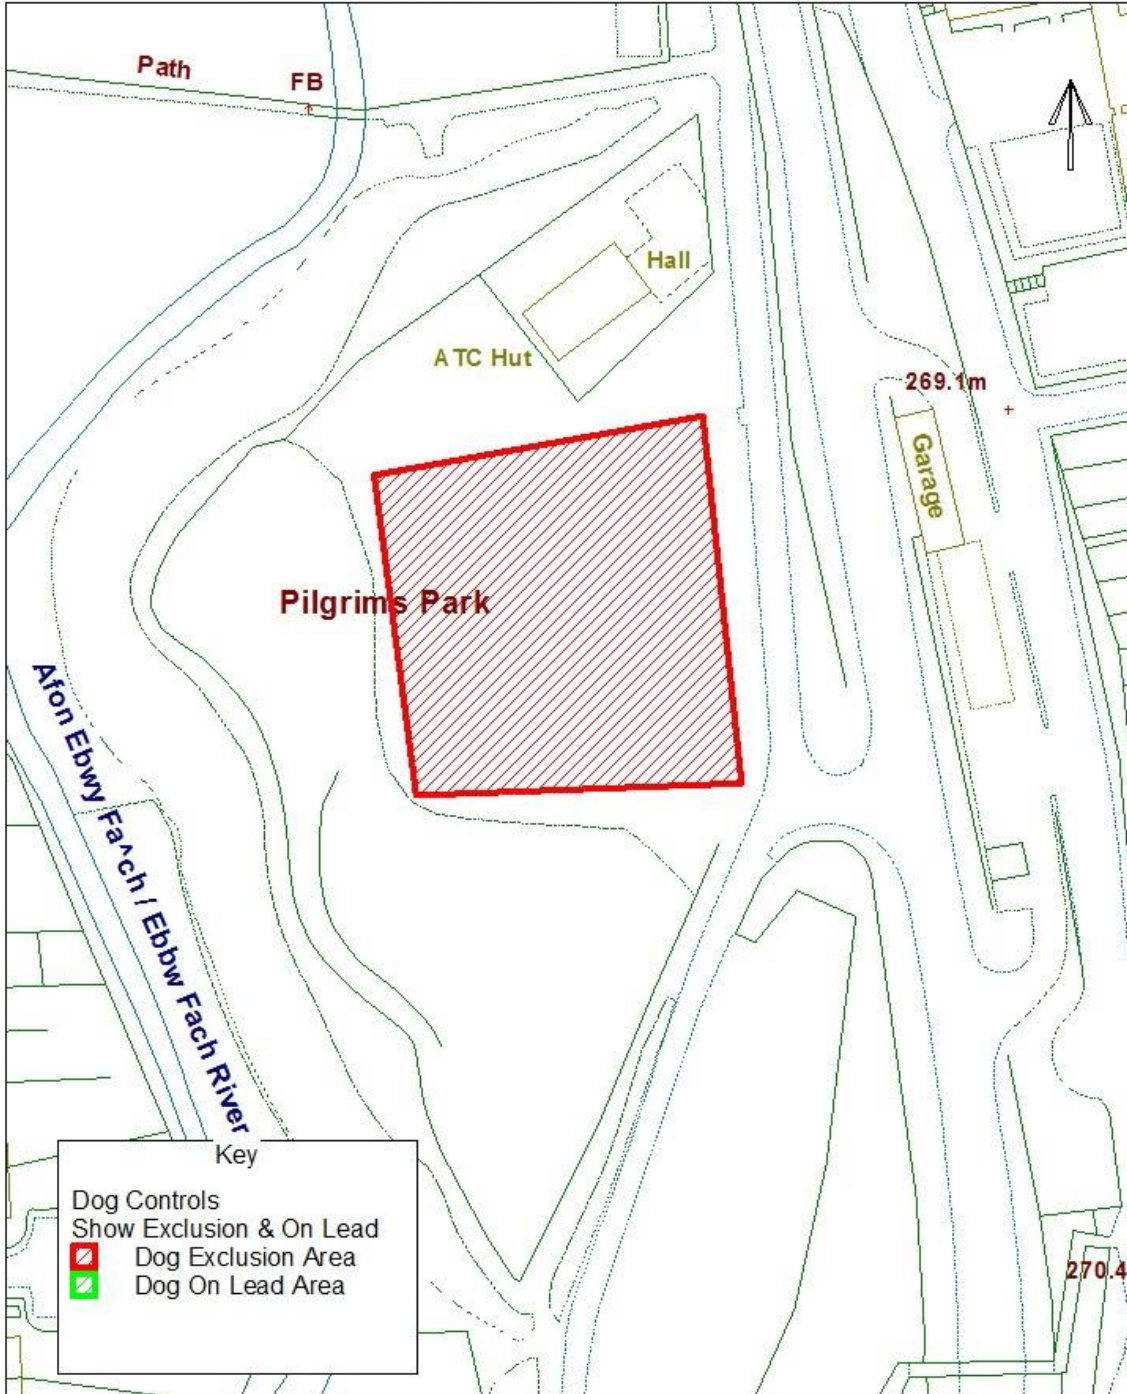 Path
FB
Hall
ATC Hut
269.1m
Garage
Pilgrims Park
Afon Ebwy Fa^ch / Ebbw Fach River
Key
Dog Controls
Show Exclusion & On Lead
Dog Exclusion Area
Dog On Lead Area
270.4